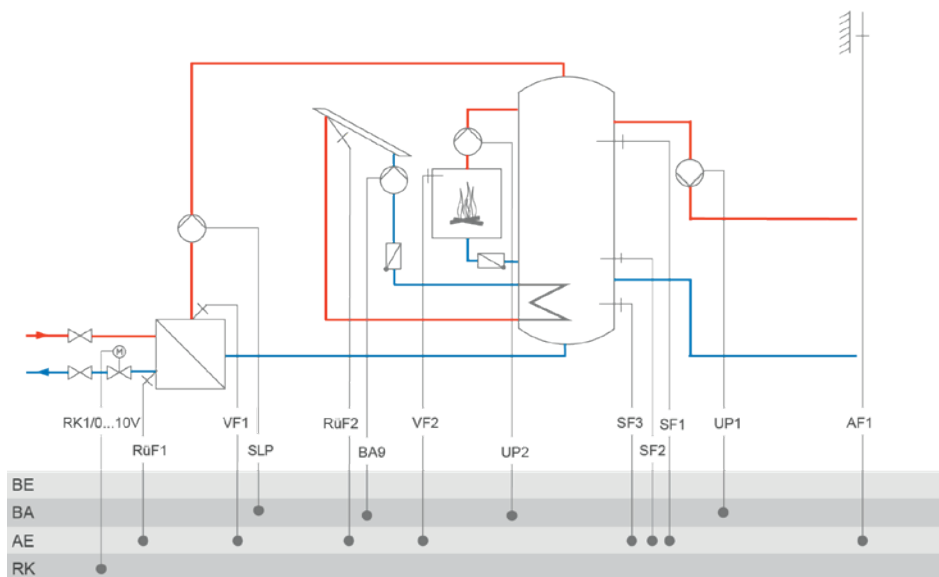 M
RK1/0...10V
VF1
RüF2
VF2
SF3
SF1
UP1
AF1
RüF1
SLP
BA9
UP2
SF2
BE
BA
AE
RK